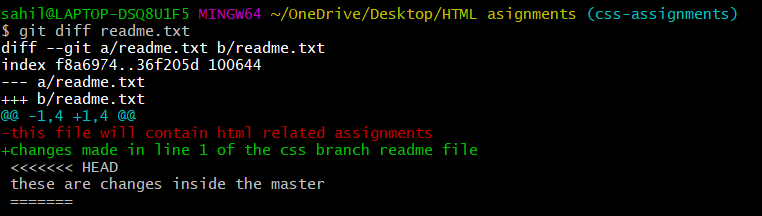 sahil@LAPTOP-DSQ8U1F5 MINGW64 ~/OneDrive/Desktop/HTML asignments (css-assignments)
$ git diff readme.txt
diff --git a/readme.txt b/readme.txt
index f8a6974..36f205d 100644
--- a/readme.txt
+++ b/readme.txt
@@ -1,4 +1,4 @@
-this file will contain html related assignments
+changes made in line 1 of the css branch readme file
 <<<<<<< HEAD
 these are changes inside the master
 =======